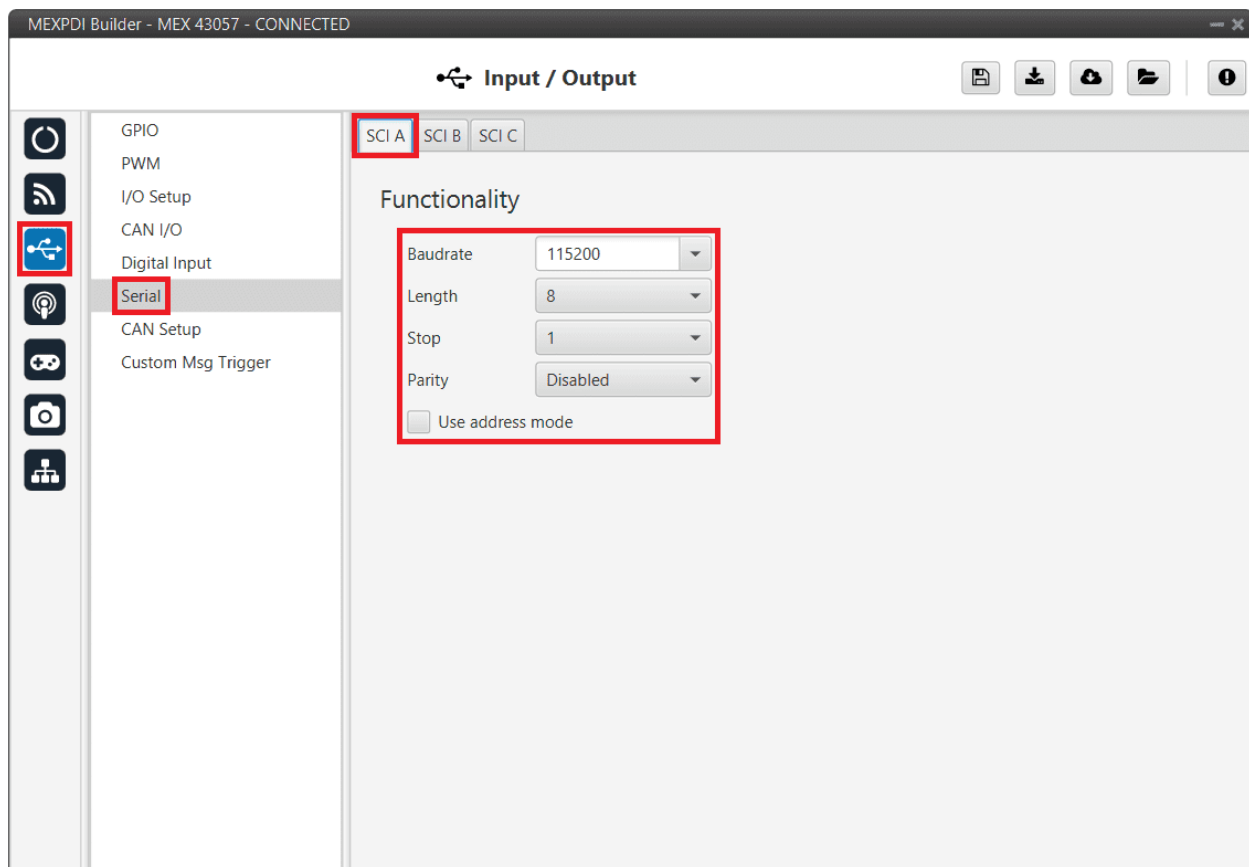 MEXPDI Builder - MEX 43057 - CONNECTED
Input / Output
GPIO
PWM
I/O Setup
CAN I/O
Digital Input
Serial
CAN Setup
Custom Msg Trigger
SCI A SCI B SCI C
Functionality
Baudrate 115200
Length 8
Stop 1
Parity Disabled
Use address mode